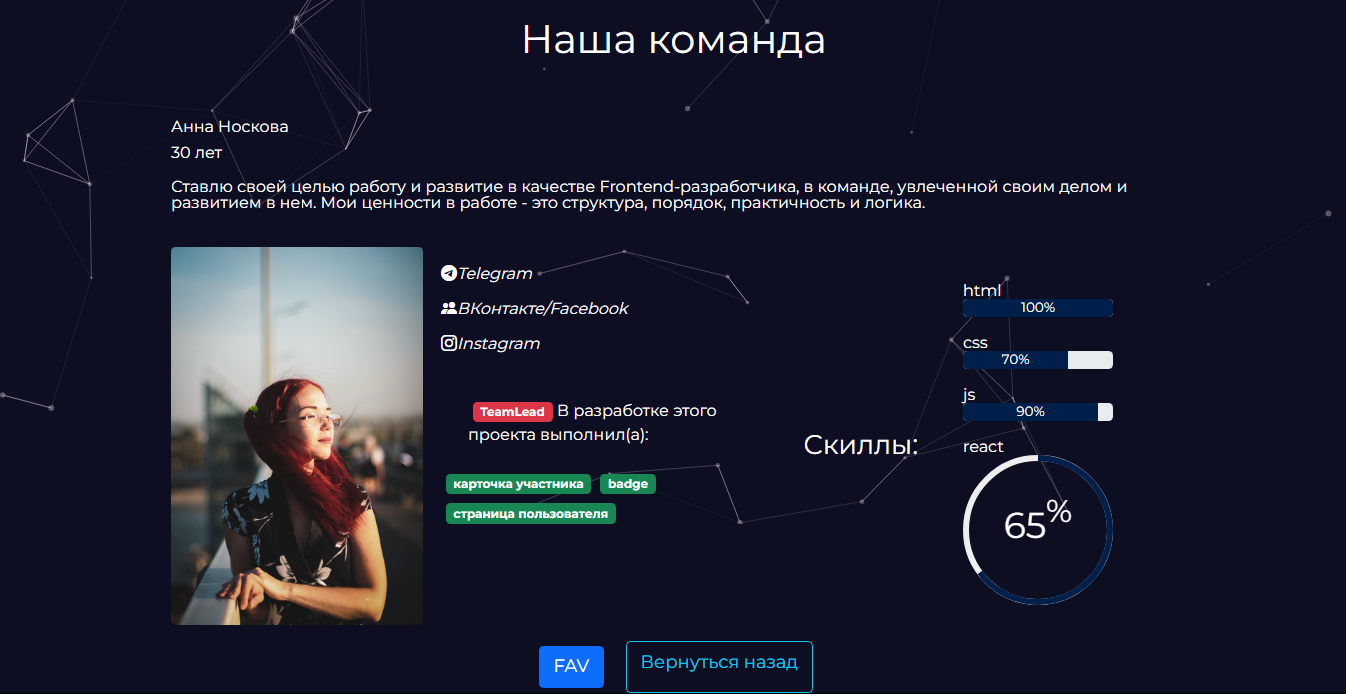 Наша команда
Анна Носкова
30 лет
Ставлю своей целью работу и развитие в качестве Frontend-разработчика, в команде, увлеченной своим делом и
развитием в нем. Мои ценности в работе - это структура, порядок, практичность и логика.
Telegram
ВКонтакте/Facebook
Instagram
TeamLead В разработке этого
проекта выполнил(а):
карточка участника badge
страница пользователя
Скиллы:
html
100%
css
70%
js
90%
react
65%
FAV Вернуться назад